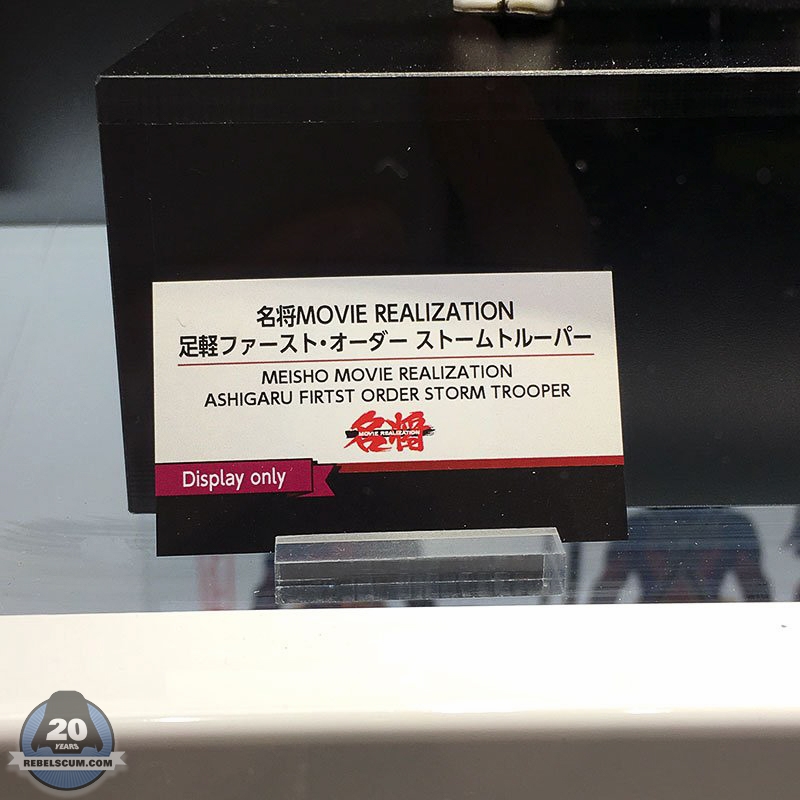 名将MOVIE REALIZATION
足軽ファースト・オーダー ストームトルーパー
MEISHO MOVIE REALIZATION
ASHIGARU FIRTST ORDER STORM TROOPER
名将
MOVIE REALIZATION
Display only
20
YEARS
REBELSCUM.COM